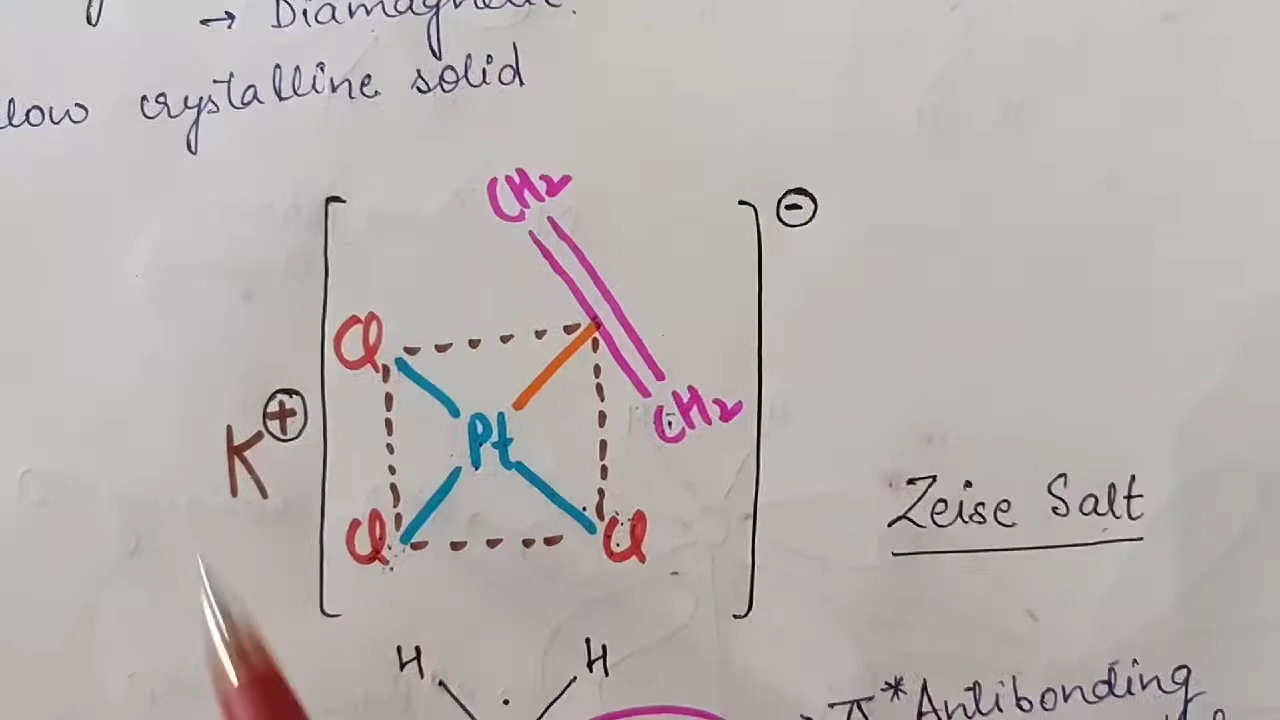 → Diamagnetic.
crystalline solid
CH2
⊖
Cl
CH2
K⊕
Pt
Zeise Salt
Cl
Cl
H H
π* Antibonding